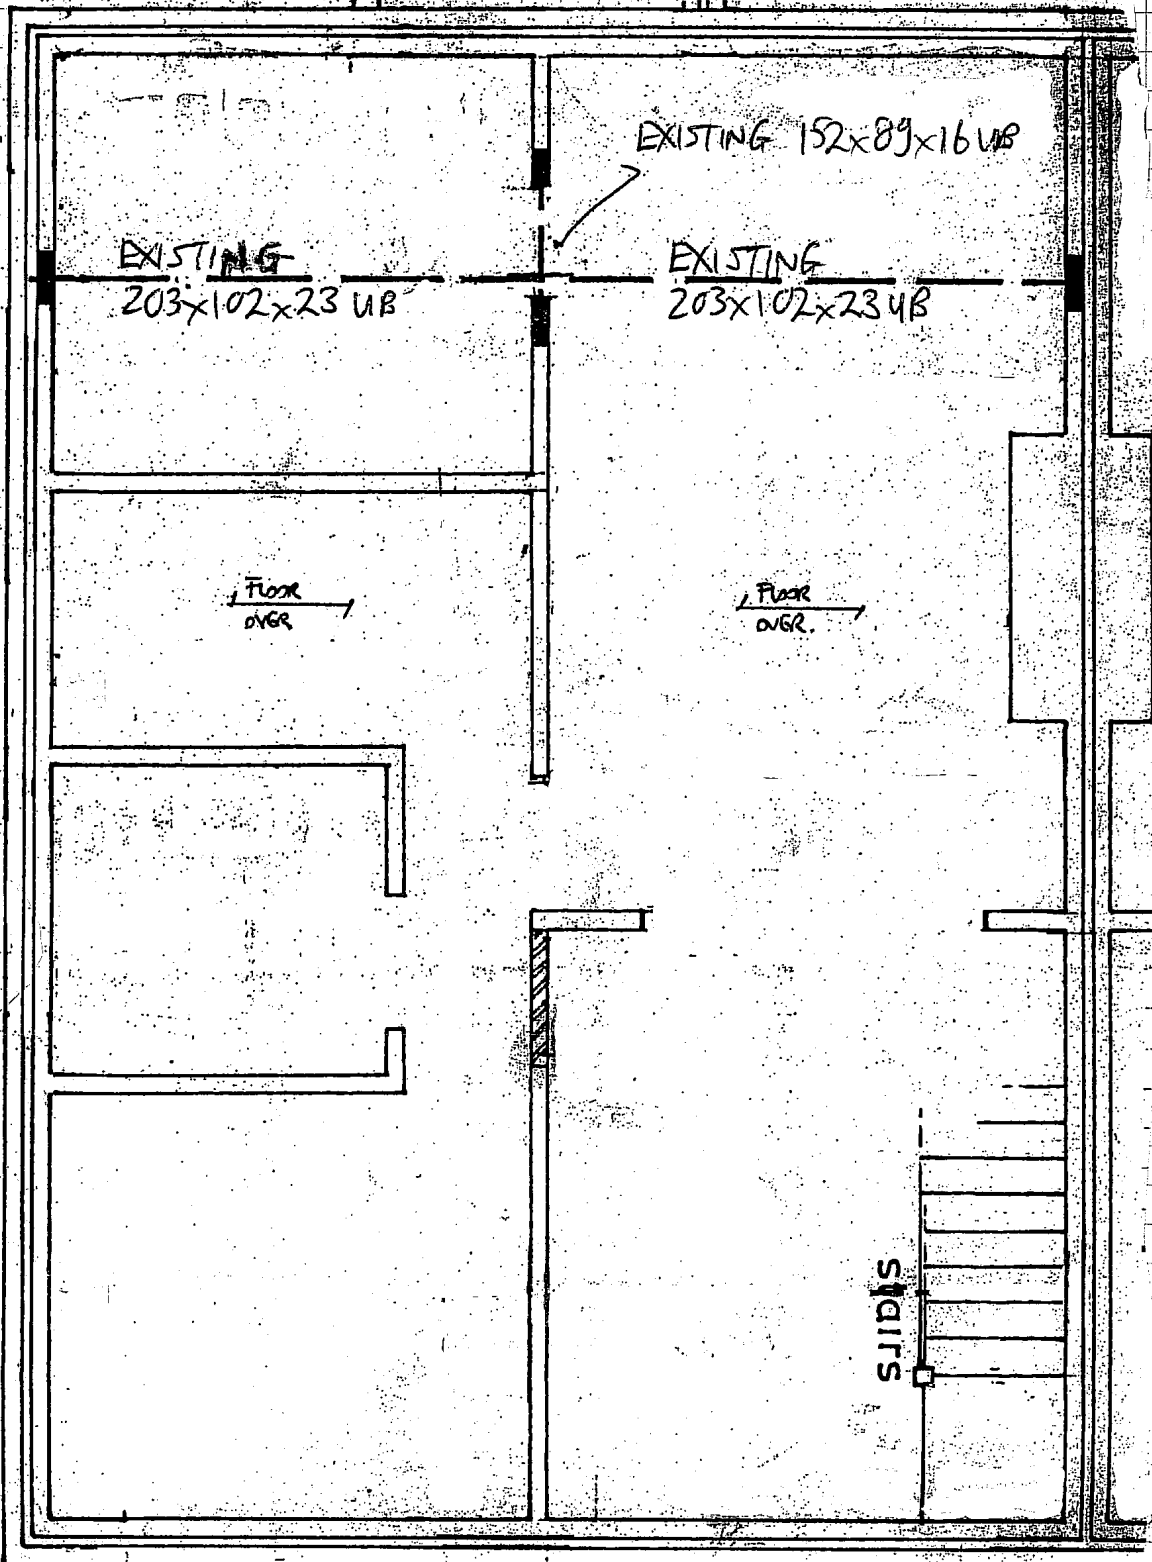 EXISTING 152x89x16 UB
EXISTING
203x102x23 UB
EXISTING
203x102x23 UB
FLOOR
OVER
FLOOR
OVER.
stairs